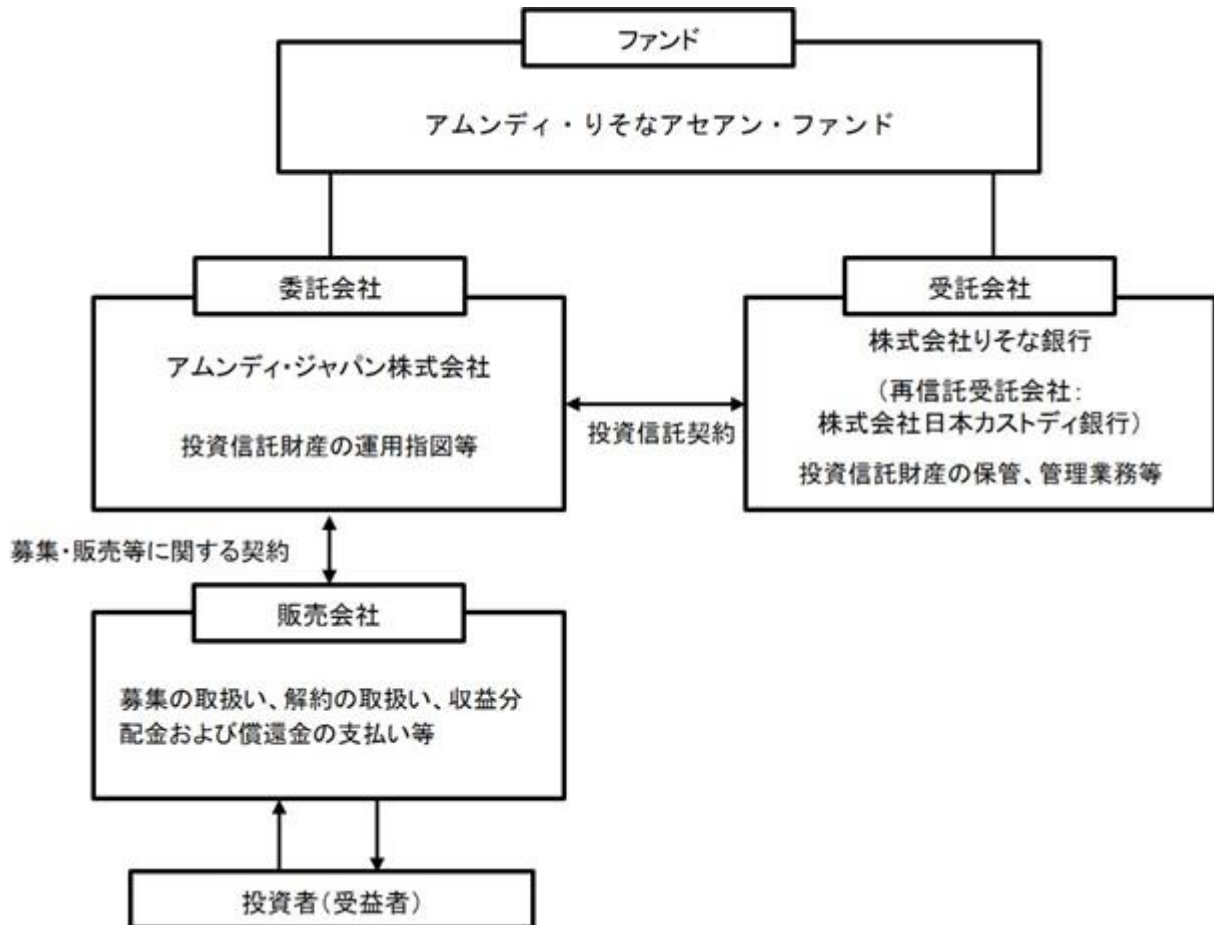 ファンド
アムンディ・りそなアセアン・ファンド
委託会社
アムンディ・ジャパン株式会社
投資信託財産の運用指図等
投資信託契約
受託会社
株式会社りそな銀行
（再信託受託会社：
株式会社日本カストディ銀行）
投資信託財産の保管、管理業務等
募集・販売等に関する契約
販売会社
募集の取扱い、解約の取扱い、収益分
配金および償還金の支払い等
投資者（受益者）